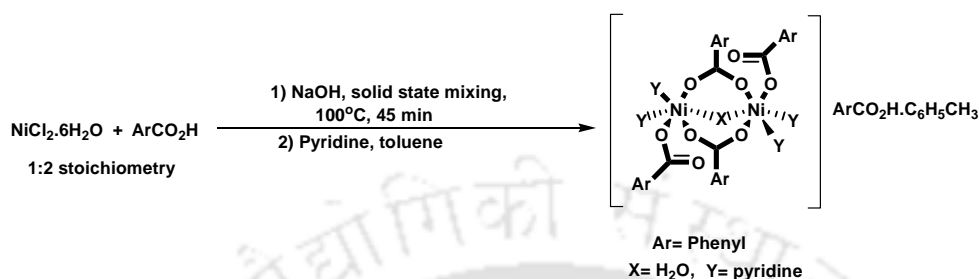 NiCl2.6H2O + ArCO2H
1:2 stoichiometry
1) NaOH, solid state mixing,
100°C, 45 min
2) Pyridine, toluene
Ar Ar
O O
O O O
Y Y
Y Ni X Ni Y
Y
O O O
O
Ar Ar
ArCO2H.C6H5CH3
Ar= Phenyl
X= H2O, Y= pyridine